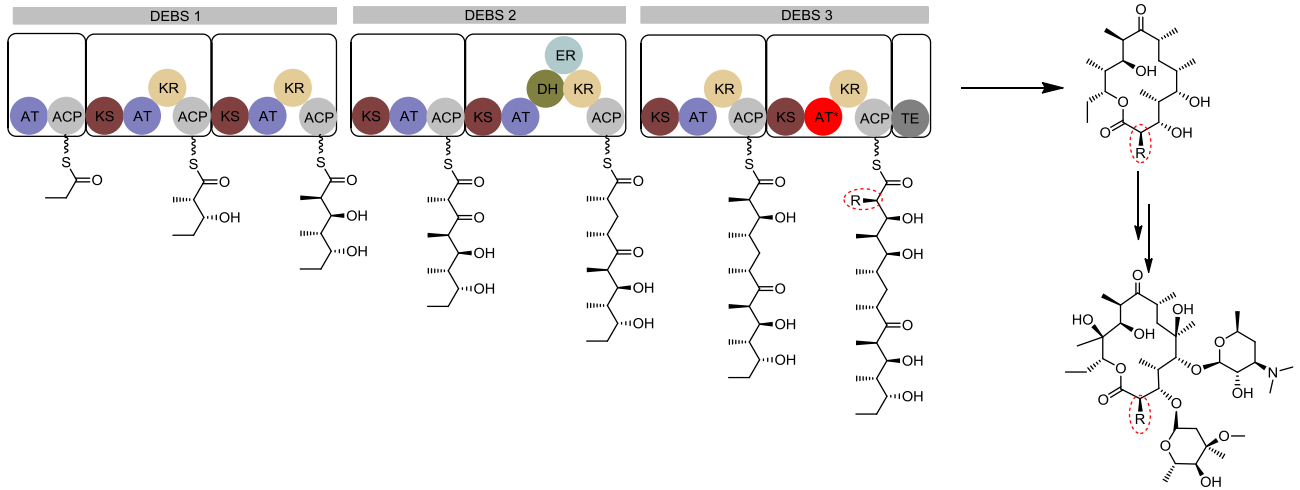 DEBS 1
DEBS 2
DEBS 3
ER
KR
KR
DH
KR
KR
KR
AT ACP KS AT ACP KS AT ACP
KS AT ACP KS AT ACP
KS AT ACP KS AT* ACP TE
S
O
S
O
OH
S
O
OH
OH
S
O
O
OH
OH
S
O
O
OH
OH
S
O
OH
O
OH
OH
S
O
R
OH
OH
O
OH
OH
O
OH
O
OH
O
OH
R
O
HO
OH
OH
O
O
O
O
OH
N
R
O
O
O
OH